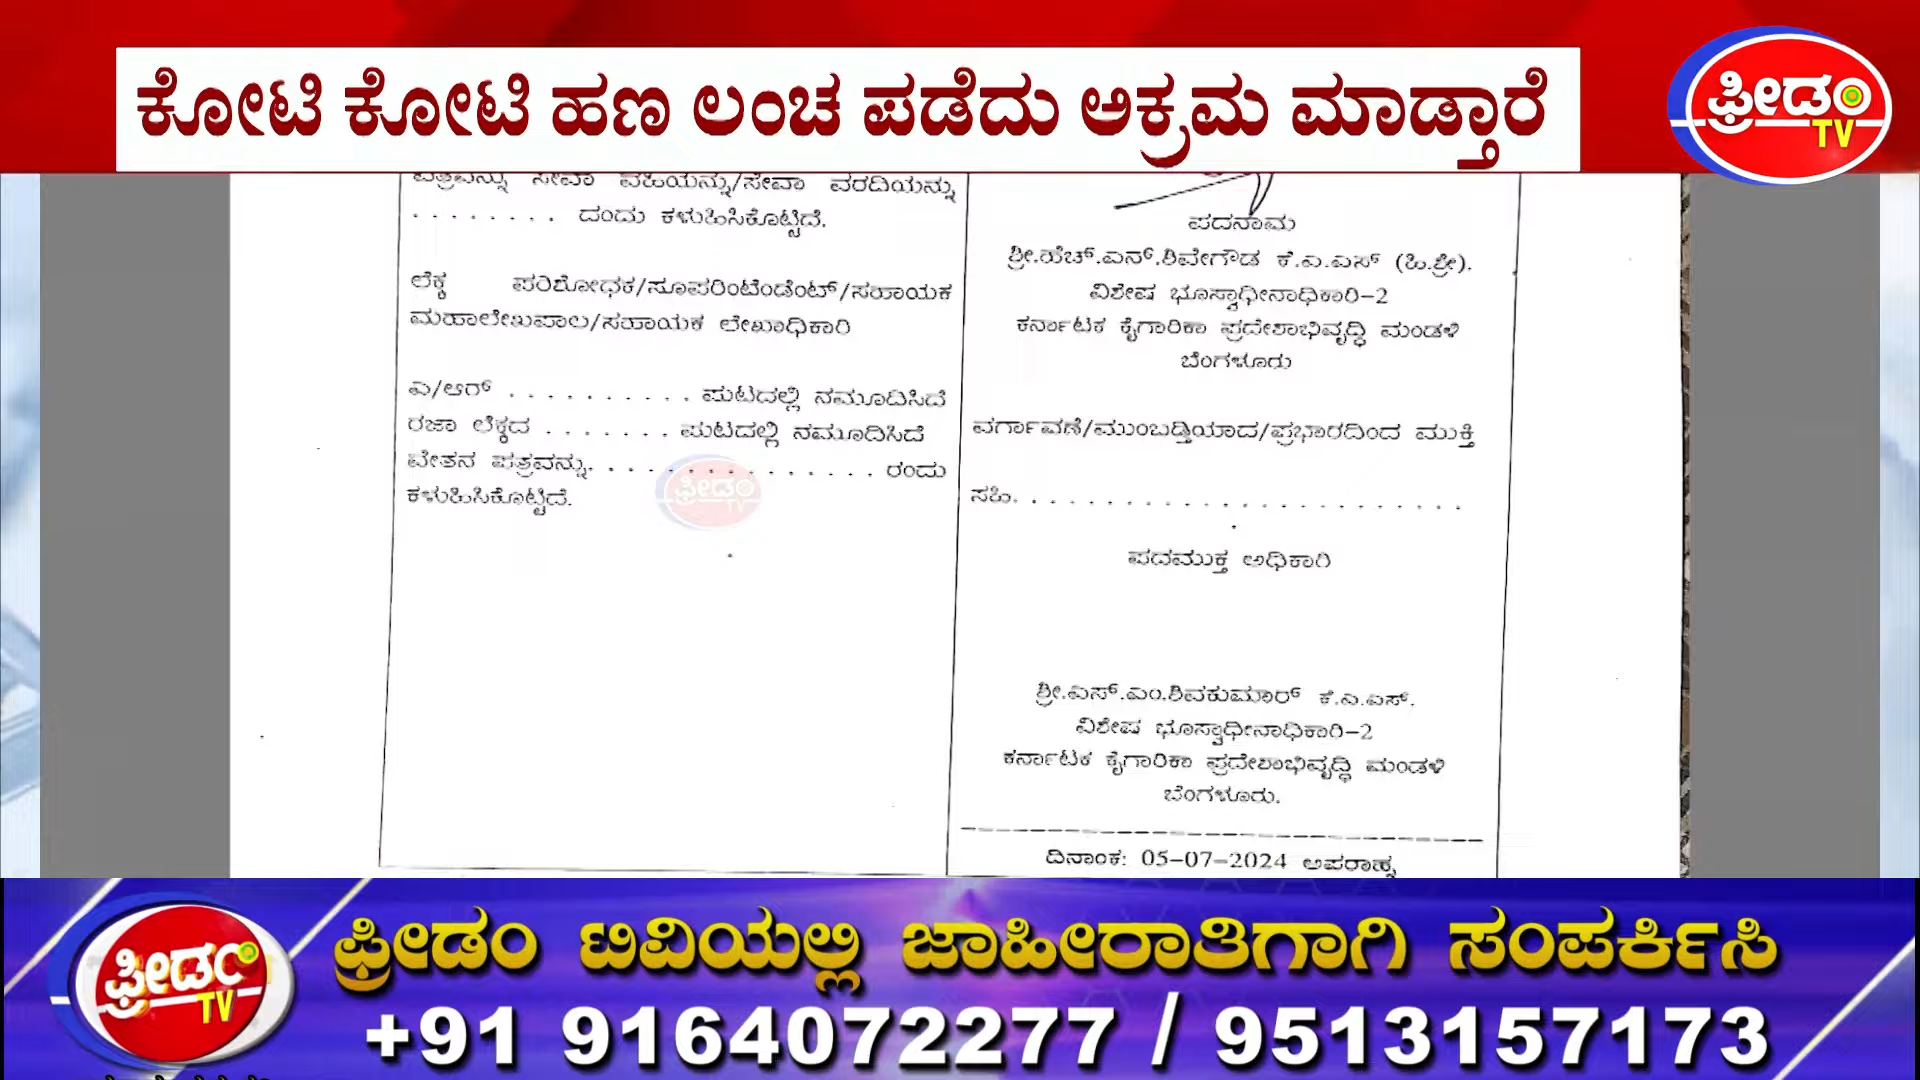 ಕೋಟಿ ಕೋಟಿ ಹಣ ಲಂಚ ಪಡೆದು ಅಕ್ರಮ ಮಾಡ್ತಾರೆ
ಫ್ರೀಡಂ
TV
ಪತ್ರವನ್ನು ಸೇವಾ ವಹಿಯನ್ನು/ಸೇವಾ ವರದಿಯನ್ನು
. . . . . . . . ದಂದು ಕಳುಹಿಸಿಕೊಟ್ಟಿದೆ.
ಲೆಕ್ಕ ಪರಿಶೋಧಕ/ಸೂಪರಿಂಟೆಂಡೆಂಟ್/ಸಹಾಯಕ
ಮಹಾಲೇಖಪಾಲ/ಸಹಾಯಕ ಲೇಖಾಧಿಕಾರಿ
ಎ/ಆರ್ . . . . . . . . . . ಪುಟದಲ್ಲಿ ನಮೂದಿಸಿದೆ
ರಜಾ ಲೆಕ್ಕದ . . . . . . . ಪುಟದಲ್ಲಿ ನಮೂದಿಸಿದೆ
ವೇತನ ಪತ್ರವನ್ನು. . . . . . . . . . . . . . . ರಂದು
ಕಳುಹಿಸಿಕೊಟ್ಟಿದೆ.
ಫ್ರೀಡಂ
TV
ಪದನಾಮ
ಶ್ರೀ.ಹೆಚ್.ಎನ್.ಶಿವೇಗೌಡ ಕೆ.ಎ.ಎಸ್ (ಹಿ.ಶ್ರೇ).
ವಿಶೇಷ ಭೂಸ್ವಾಧೀನಾಧಿಕಾರಿ-2
ಕರ್ನಾಟಕ ಕೈಗಾರಿಕಾ ಪ್ರದೇಶಾಭಿವೃದ್ಧಿ ಮಂಡಳಿ
ಬೆಂಗಳೂರು
ವರ್ಗಾವಣೆ/ಮುಂಬಡ್ತಿಯಾದ/ಪ್ರಭಾರದಿಂದ ಮುಕ್ತಿ
ಸಹಿ. . . . . . . . . . . . . . . . . . . . . . . .
ಪದಮುಕ್ತ ಅಧಿಕಾರಿ
ಶ್ರೀ.ಎಸ್.ಎಂ.ಶಿವಕುಮಾರ್ ಕೆ.ಎ.ಎಸ್.
ವಿಶೇಷ ಭೂಸ್ವಾಧೀನಾಧಿಕಾರಿ-2
ಕರ್ನಾಟಕ ಕೈಗಾರಿಕಾ ಪ್ರದೇಶಾಭಿವೃದ್ಧಿ ಮಂಡಳಿ
ಬೆಂಗಳೂರು.
ದಿನಾಂಕ: 05-07-2024 ಅಪರಾಹ್ನ
ಫ್ರೀಡಂ
TV
ಫ್ರೀಡಂ ಟಿವಿಯಲ್ಲಿ ಜಾಹೀರಾತಿಗಾಗಿ ಸಂಪರ್ಕಿಸಿ
+91 9164072277 / 9513157173